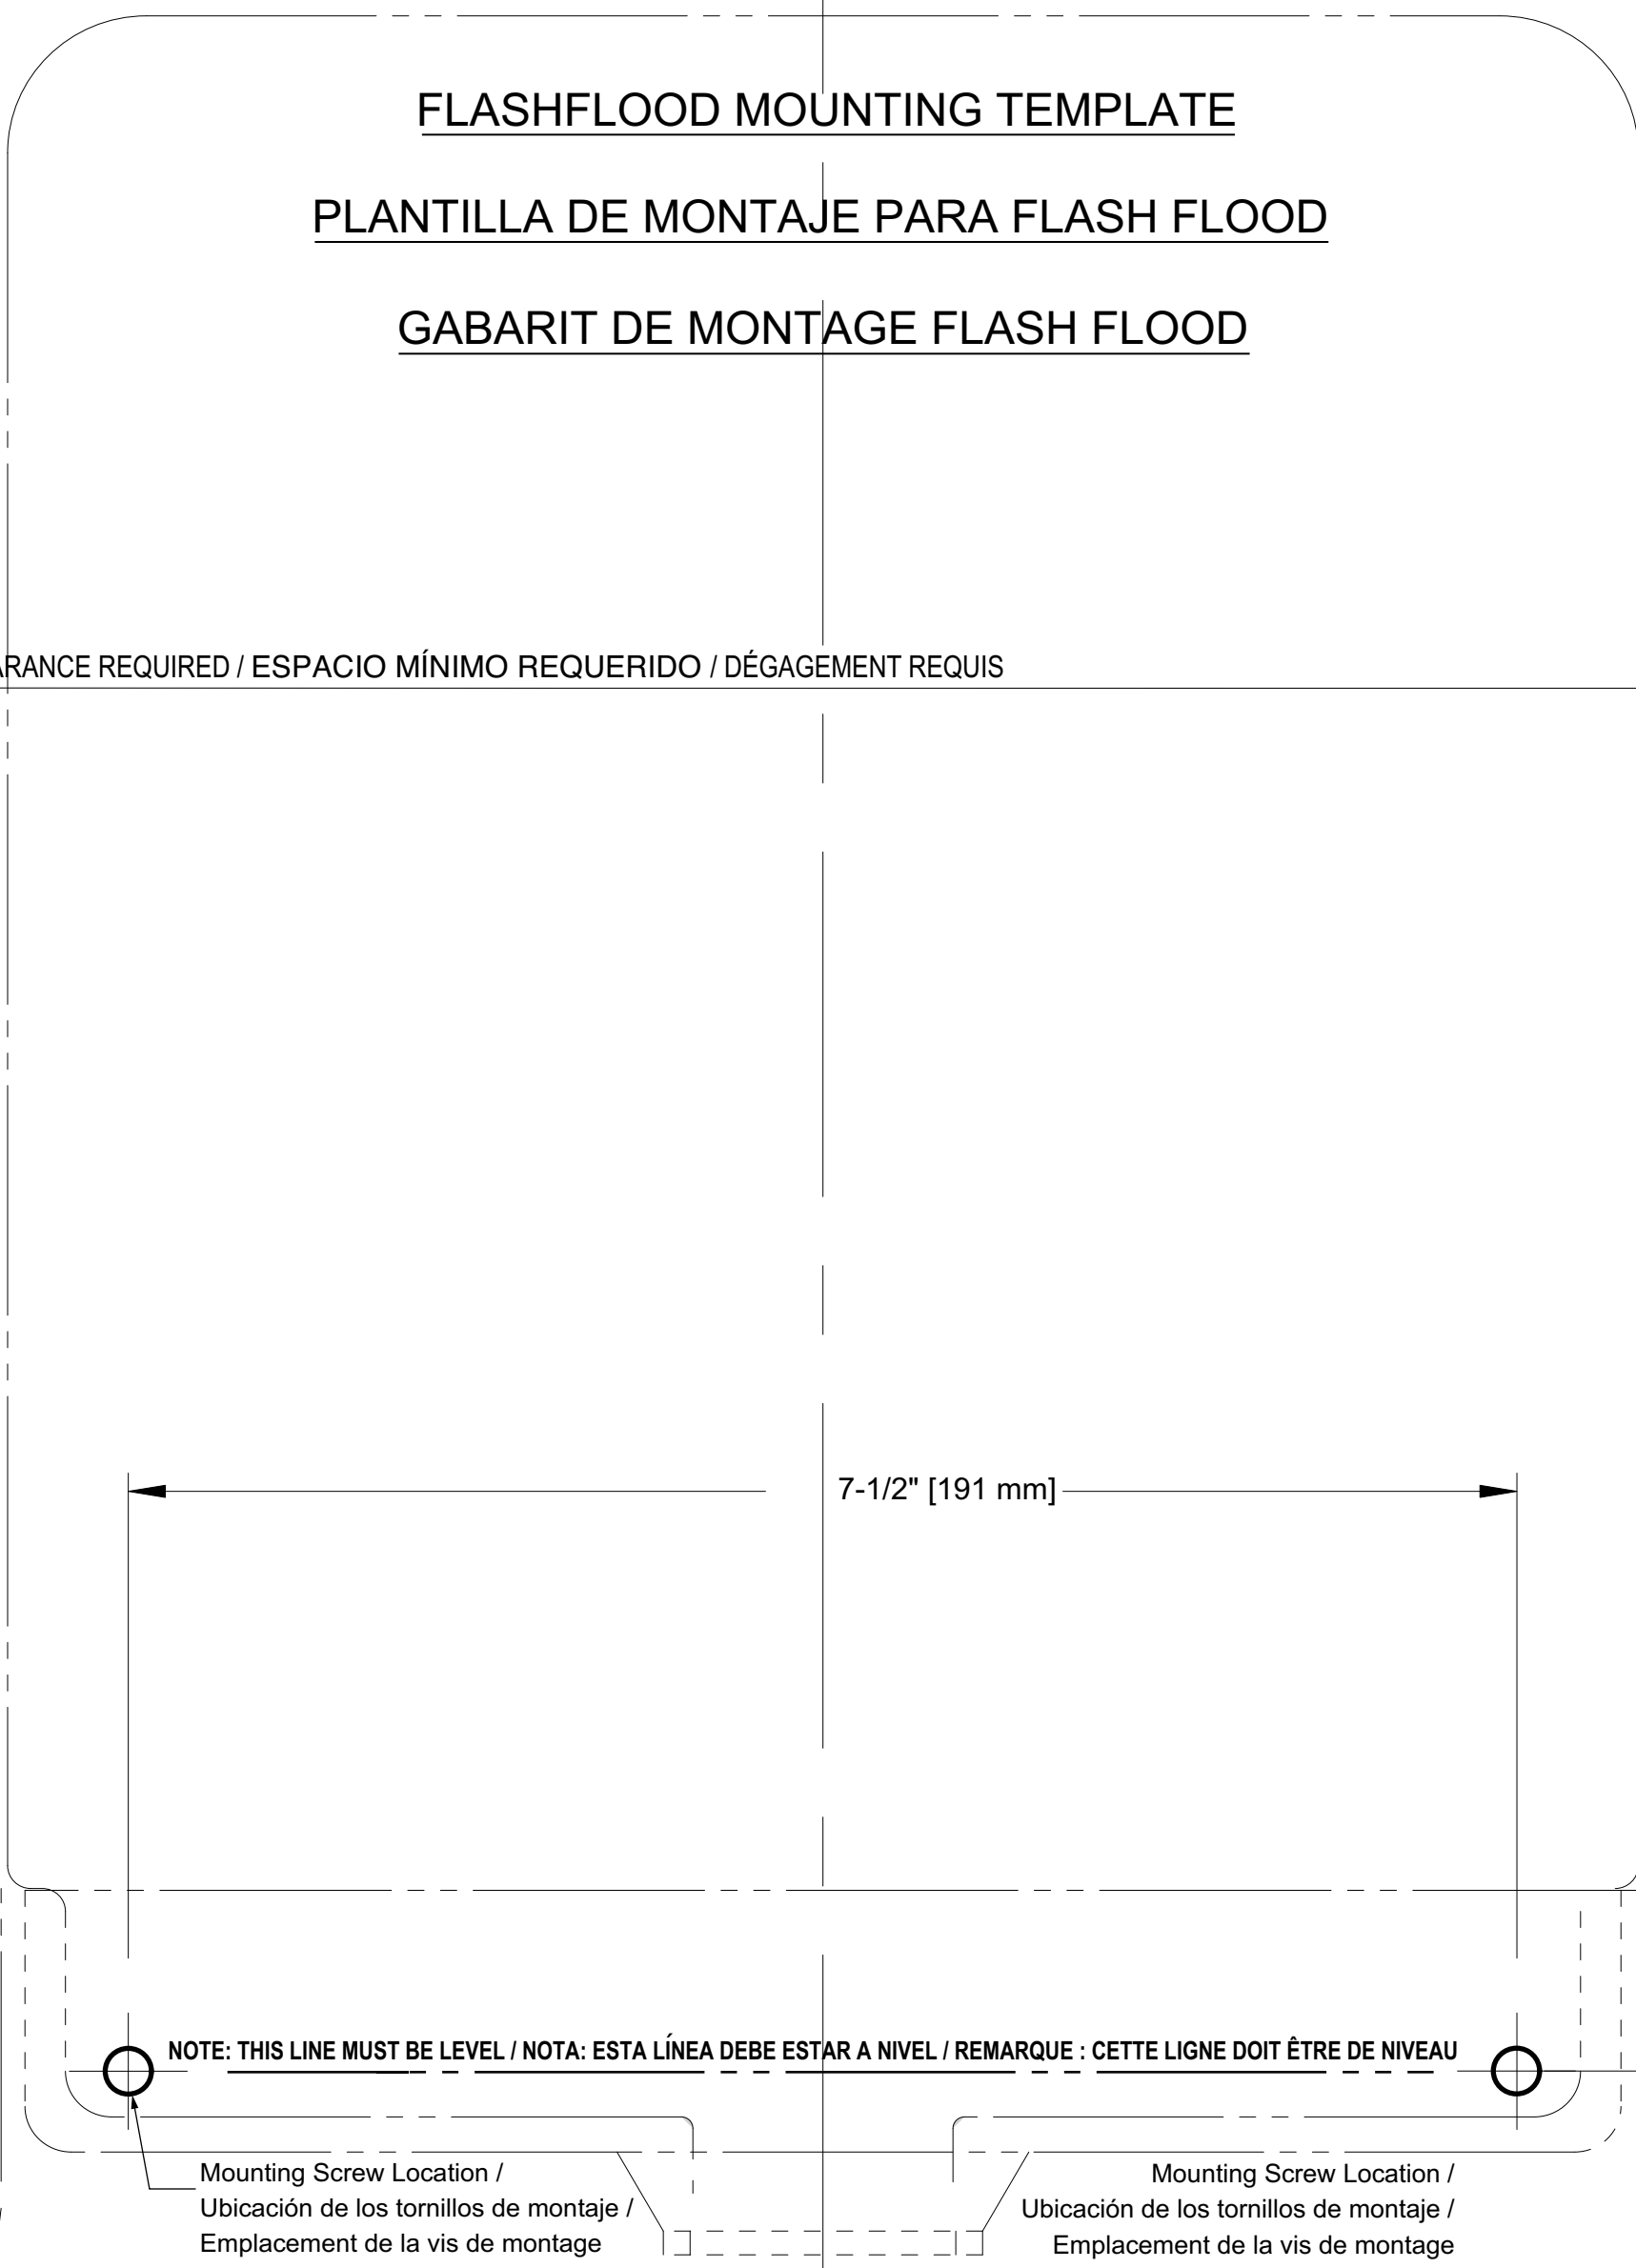 FLASHFLOOD MOUNTING TEMPLATE
PLANTILLA DE MONTAJE PARA FLASH FLOOD
GABARIT DE MONTAGE FLASH FLOOD
ARANCE REQUIRED / ESPACIO MÍNIMO REQUERIDO / DÉGAGEMENT REQUIS
7-1/2" [191 mm]
NOTE: THIS LINE MUST BE LEVEL / NOTA: ESTA LÍNEA DEBE ESTAR A NIVEL / REMARQUE : CETTE LIGNE DOIT ÊTRE DE NIVEAU
Mounting Screw Location /
Ubicación de los tornillos de montaje /
Emplacement de la vis de montage
Mounting Screw Location /
Ubicación de los tornillos de montaje /
Emplacement de la vis de montage